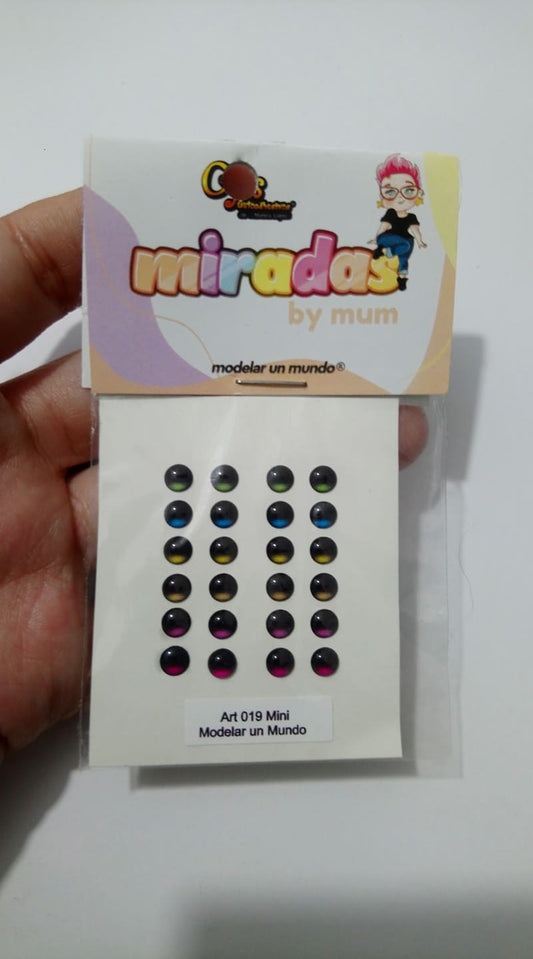 miradas
by mum
modelar un mundo®
Art 019 Mini
Modelar un Mundo